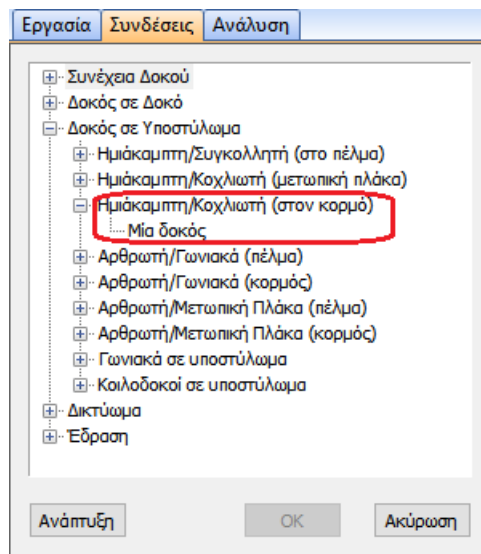 Εργασία Συνδέσεις Ανάλυση
Συνέχεια Δοκού
Δοκός σε Δοκό
Δοκός σε Υποστύλωμα
Ημιάκαμπτη/Συγκολλητή (στο πέλμα)
Ημιάκαμπτη/Κοχλιωτή (μετωπική πλάκα)
Ημιάκαμπτη/Κοχλιωτή (στον κορμό)
Μία δοκός
Αρθρωτή/Γωνιακά (πέλμα)
Αρθρωτή/Γωνιακά (κορμός)
Αρθρωτή/Μετωπική Πλάκα (πέλμα)
Αρθρωτή/Μετωπική Πλάκα (κορμός)
Γωνιακά σε υποστύλωμα
Κοιλοδοκοί σε υποστύλωμα
Δικτύωμα
Έδραση
Ανάπτυξη OK Ακύρωση